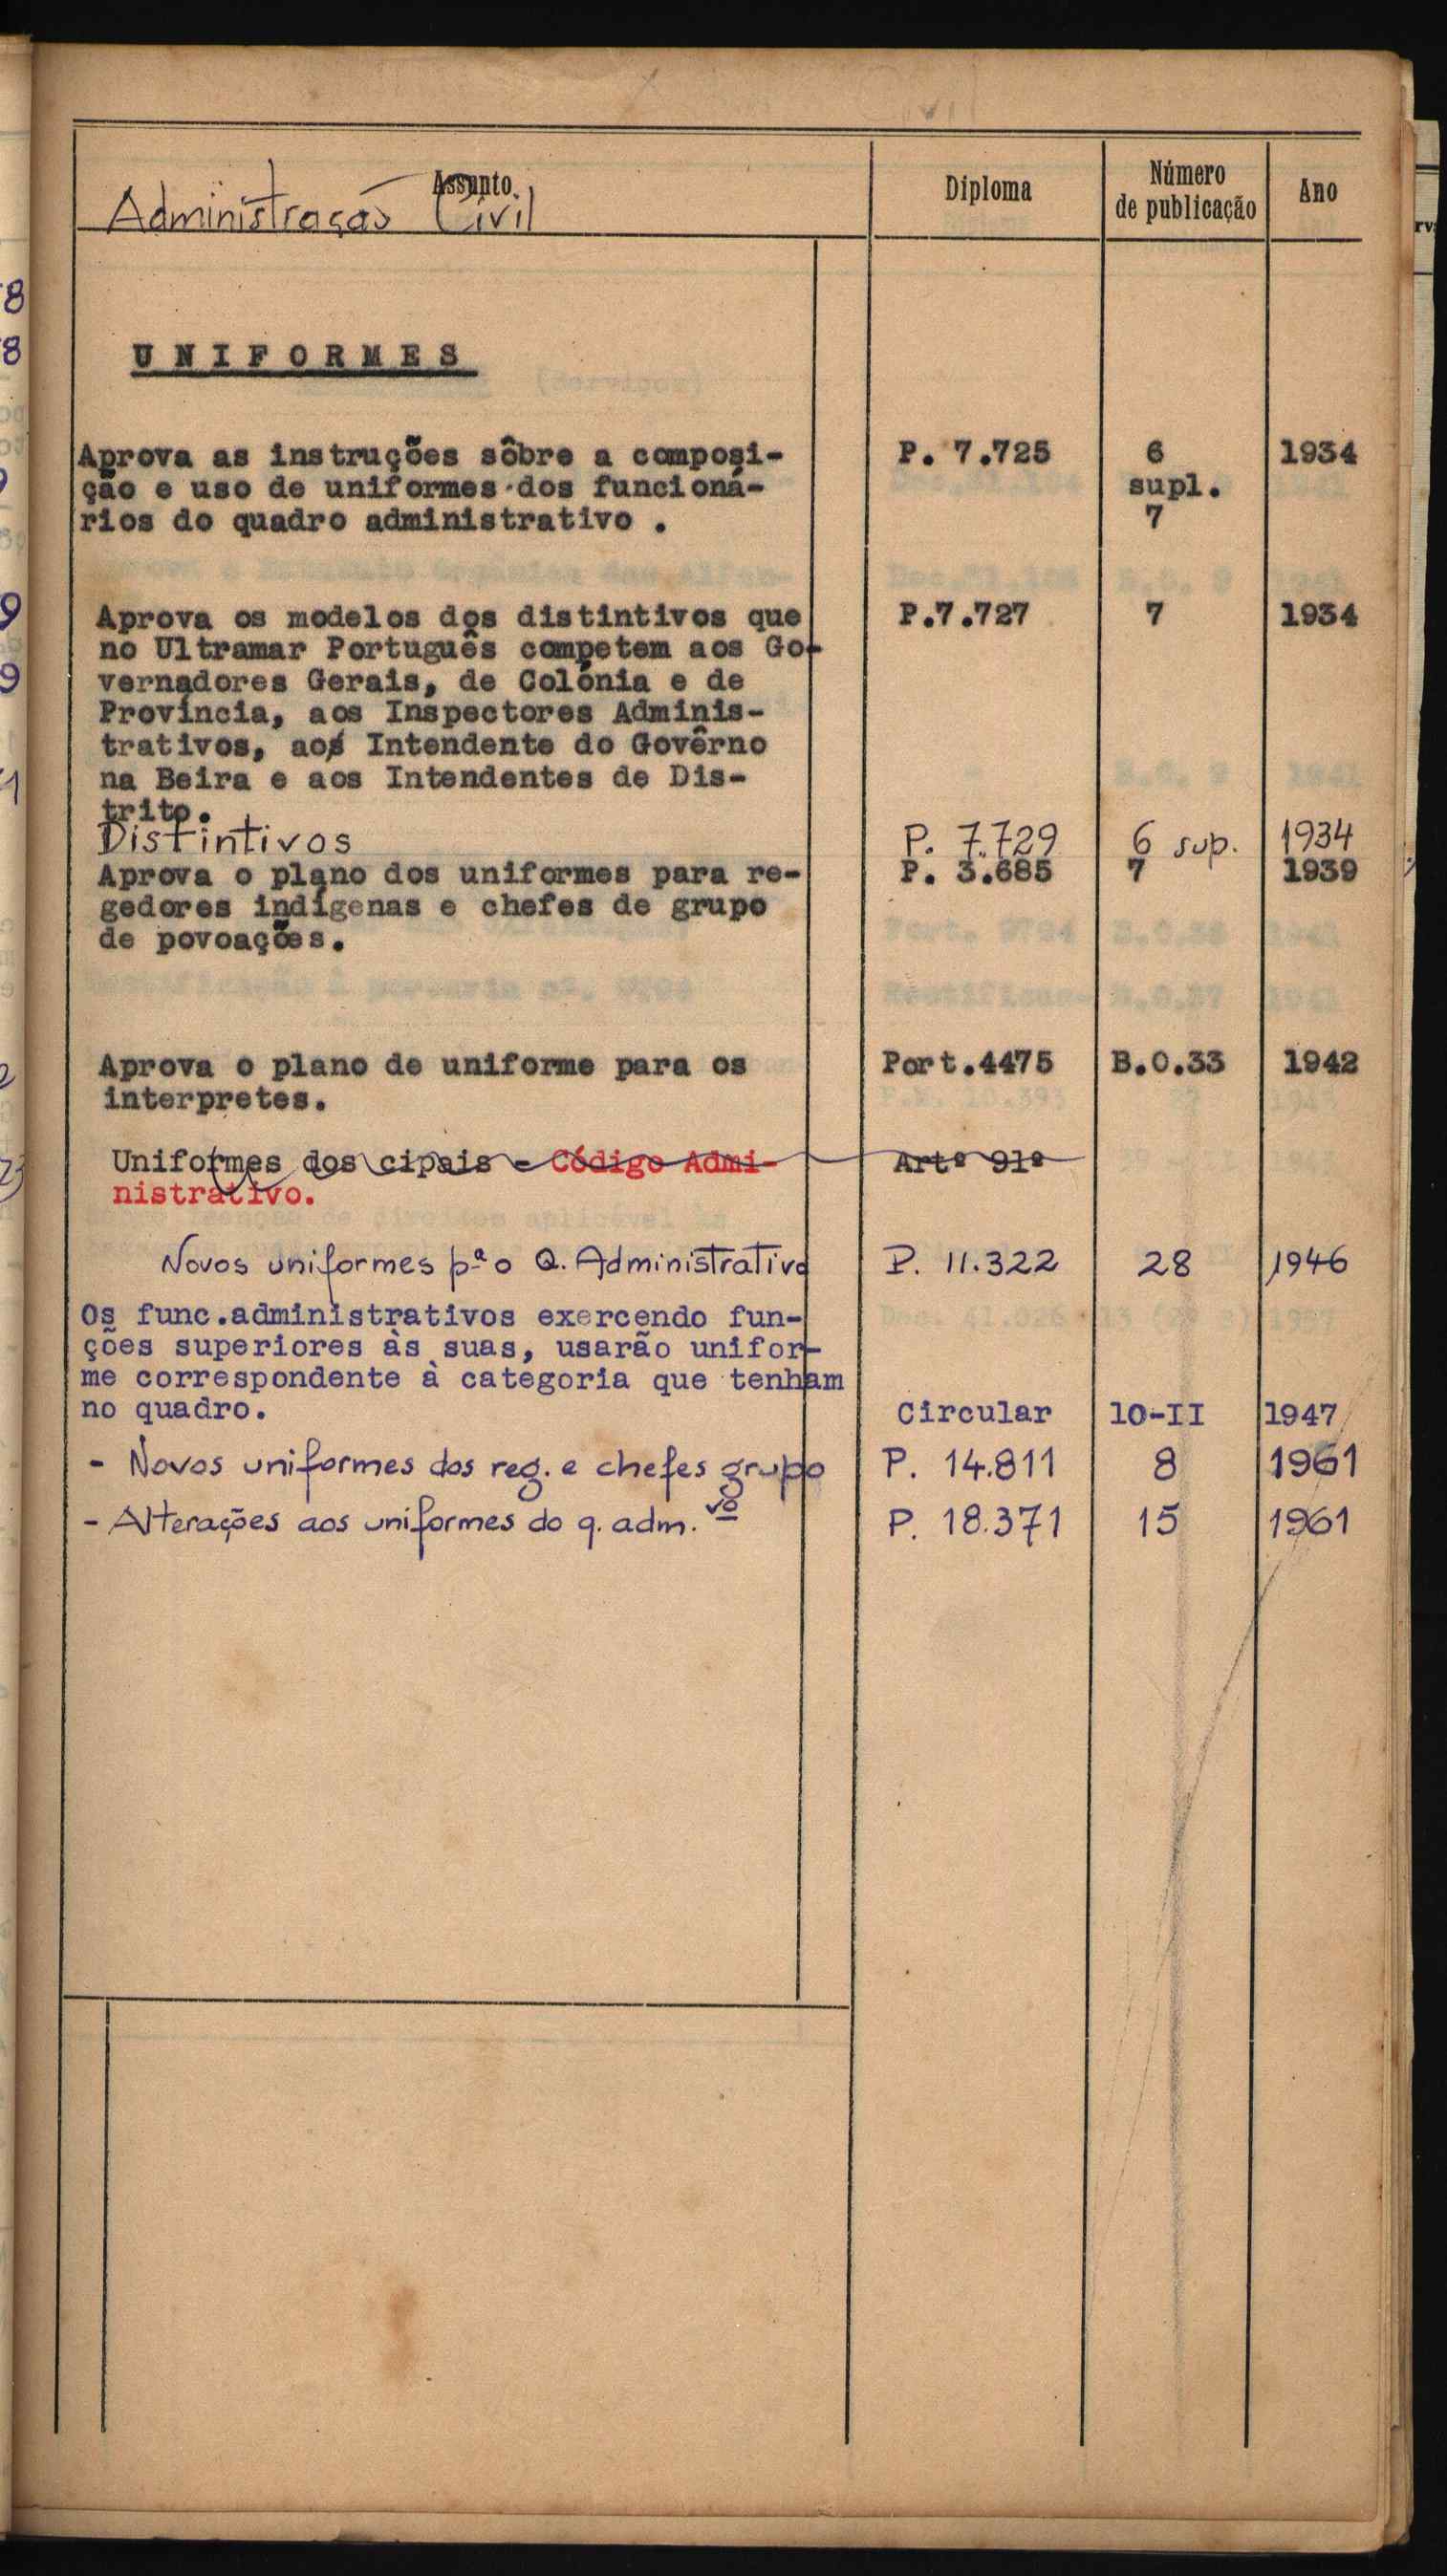 Assunto Diploma Número de publicação Ano
Administração Civil
UNIFORMES
Aprova as instruções sôbre a composi- P. 7.725 6 1934
ção e uso de uniformes dos funcioná- supl.
rios do quadro administrativo . 7
Aprova os modelos dos distintivos que P.7.727 7 1934
no Ultramar Português competem aos Go-
vernadores Gerais, de Colónia e de
Província, aos Inspectores Adminis-
trativos, aos Intendente do Govêrno
na Beira e aos Intendentes de Dis-
trito.
Distintivos P. 7.729 6 sup. 1934
Aprova o plano dos uniformes para re- P. 3.685 7 1939
gedores indígenas e chefes de grupo
de povoações.
Aprova o plano de uniforme para os Port.4475 B.O.33 1942
interpretes.
Uniformes dos cipais - Código Admi- Artº 91º
nistrativo.
Novos uniformes pª o Q. Administrativo P. 11.322 28 1946
Os func.administrativos exercendo fun-
ções superiores às suas, usarão unifor-
me correspondente à categoria que tenham
no quadro. Circular 10-II 1947
- Novos uniformes dos reg. e chefes grupo P. 14.811 8 1961
- Alterações aos uniformes do q. adm.vo P. 18.371 15 1961